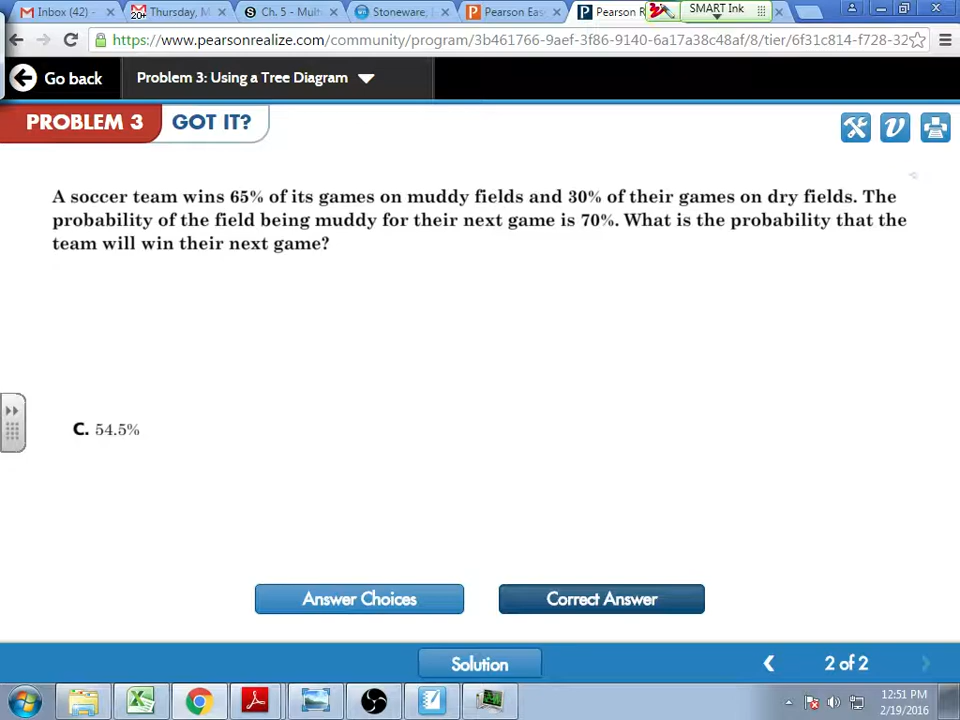 Inbox (42) -
Thursday, M
20+
Ch. 5 - Mult
Stoneware,
Pearson Eas
Pearson R
SMART Ink
https://www.pearsonrealize.com/community/program/3b461766-9aef-3f86-9140-6a17a38c48af/8/tier/6f31c814-f728-32
Go back
Problem 3: Using a Tree Diagram
PROBLEM 3
GOT IT?
A soccer team wins 65% of its games on muddy fields and 30% of their games on dry fields. The
probability of the field being muddy for their next game is 70%. What is the probability that the
team will win their next game?
C. 54.5%
Answer Choices
Correct Answer
Solution
2 of 2
12:51 PM
2/19/2016